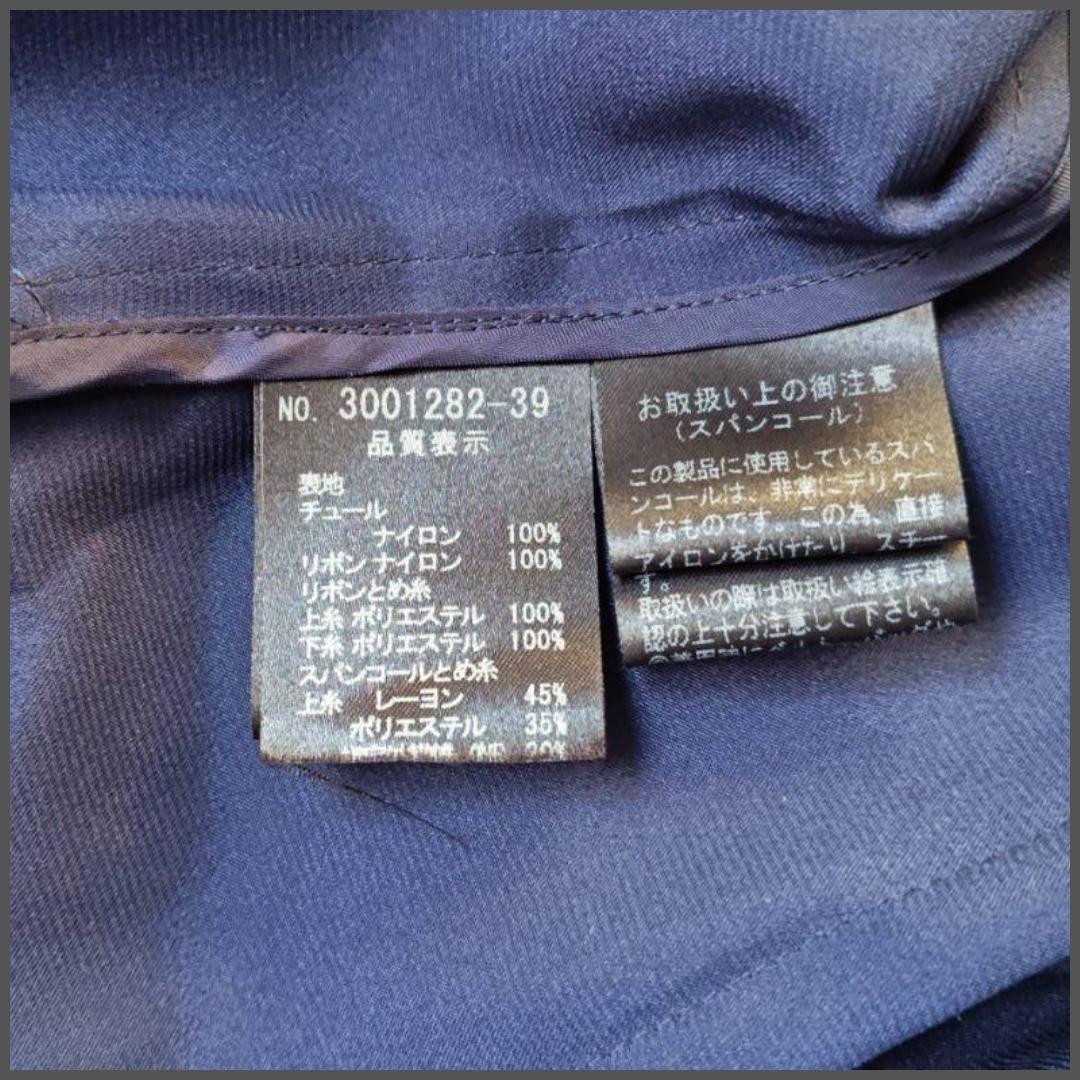 NO. 3001282-39
品質表示
表地
チュール
ナイロン 100%
リボン ナイロン 100%
リボンとめ糸
上糸 ポリエステル 100%
下糸 ポリエステル 100%
スパンコールとめ糸
上糸 レーヨン 45%
ポリエステル 35%
20%
お取扱い上の御注意
(スパンコール)
この製品に使用しているスパ
ンコールは、非常にデリケー
トなものです。この為、直接
アイロンをかけたり、スチー
す。
取扱いの際は取扱い絵表示確
認の上十分注意して下さい。